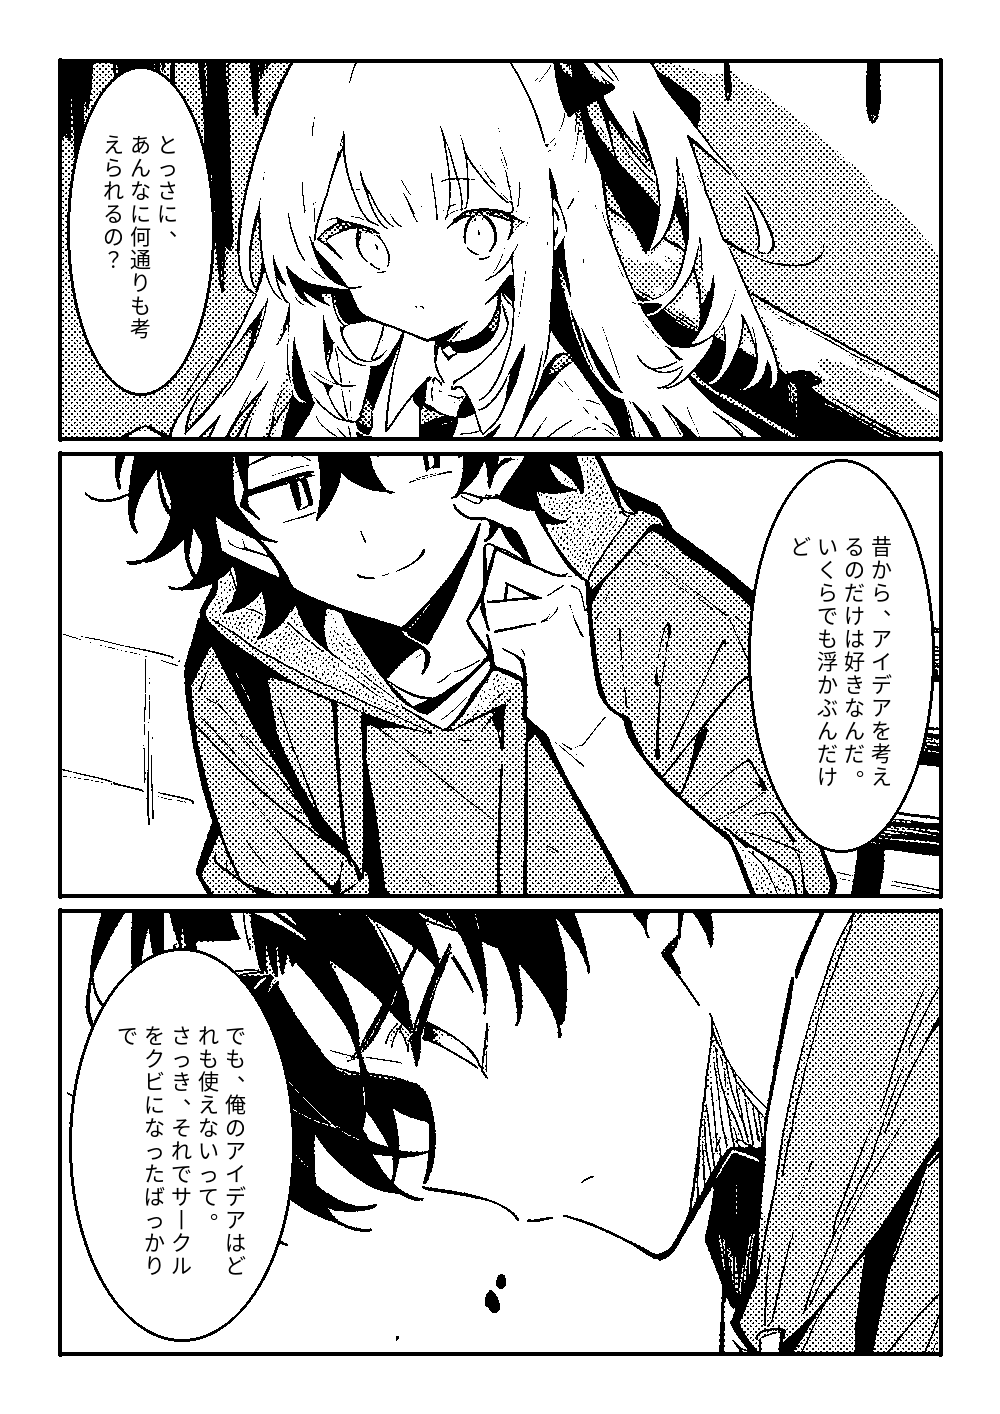 とっさに、
あんなに何通りも考
えられるの？
昔から、アイデアを考え
るのだけは好きなんだ。
いくらでも浮かぶんだけ
ど
でも、俺のアイデアはど
れも使えないって。
さっき、それでサークル
をクビになったばっかり
で